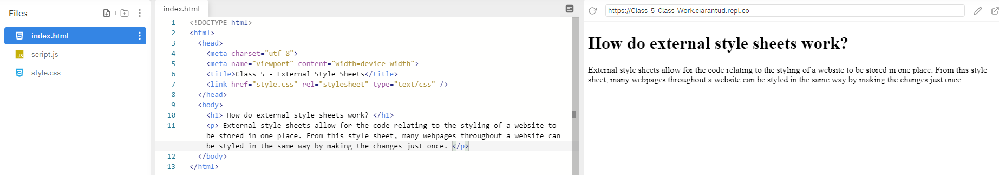 Files
index.html
script.js
style.css
index.html
1 <!DOCTYPE html>
2 <html>
3 <head>
4 <meta charset="utf-8">
5 <meta name="viewport" content="width=device-width">
6 <title>Class 5 - External Style Sheets</title>
7 <link href="style.css" rel="stylesheet" type="text/css" />
8 </head>
9 <body>
10 <h1> How do external style sheets work? </h1>
11 <p> External style sheets allow for the code relating to the styling of a website to
be stored in one place. From this style sheet, many webpages throughout a website can
be styled in the same way by making the changes just once. </p>
12 </body>
13 </html>
https://Class-5-Class-Work.ciarantud.repl.co
How do external style sheets work?
External style sheets allow for the code relating to the styling of a website to be stored in one place. From this style
sheet, many webpages throughout a website can be styled in the same way by making the changes just once.